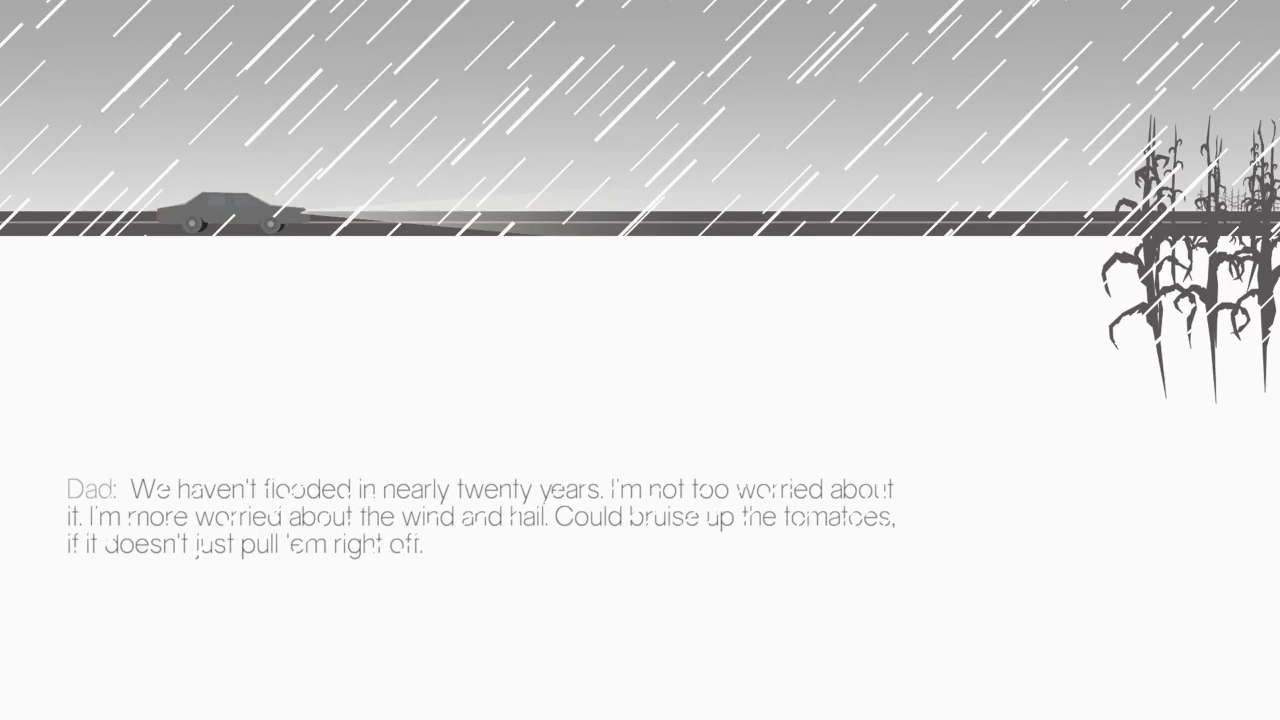 Dad:  We haven't flooded in nearly twenty years. I'm not too worried about
it. I'm more worried about the wind and hail. Could bruise up the tomatoes,
if it doesn't just pull 'em right off.